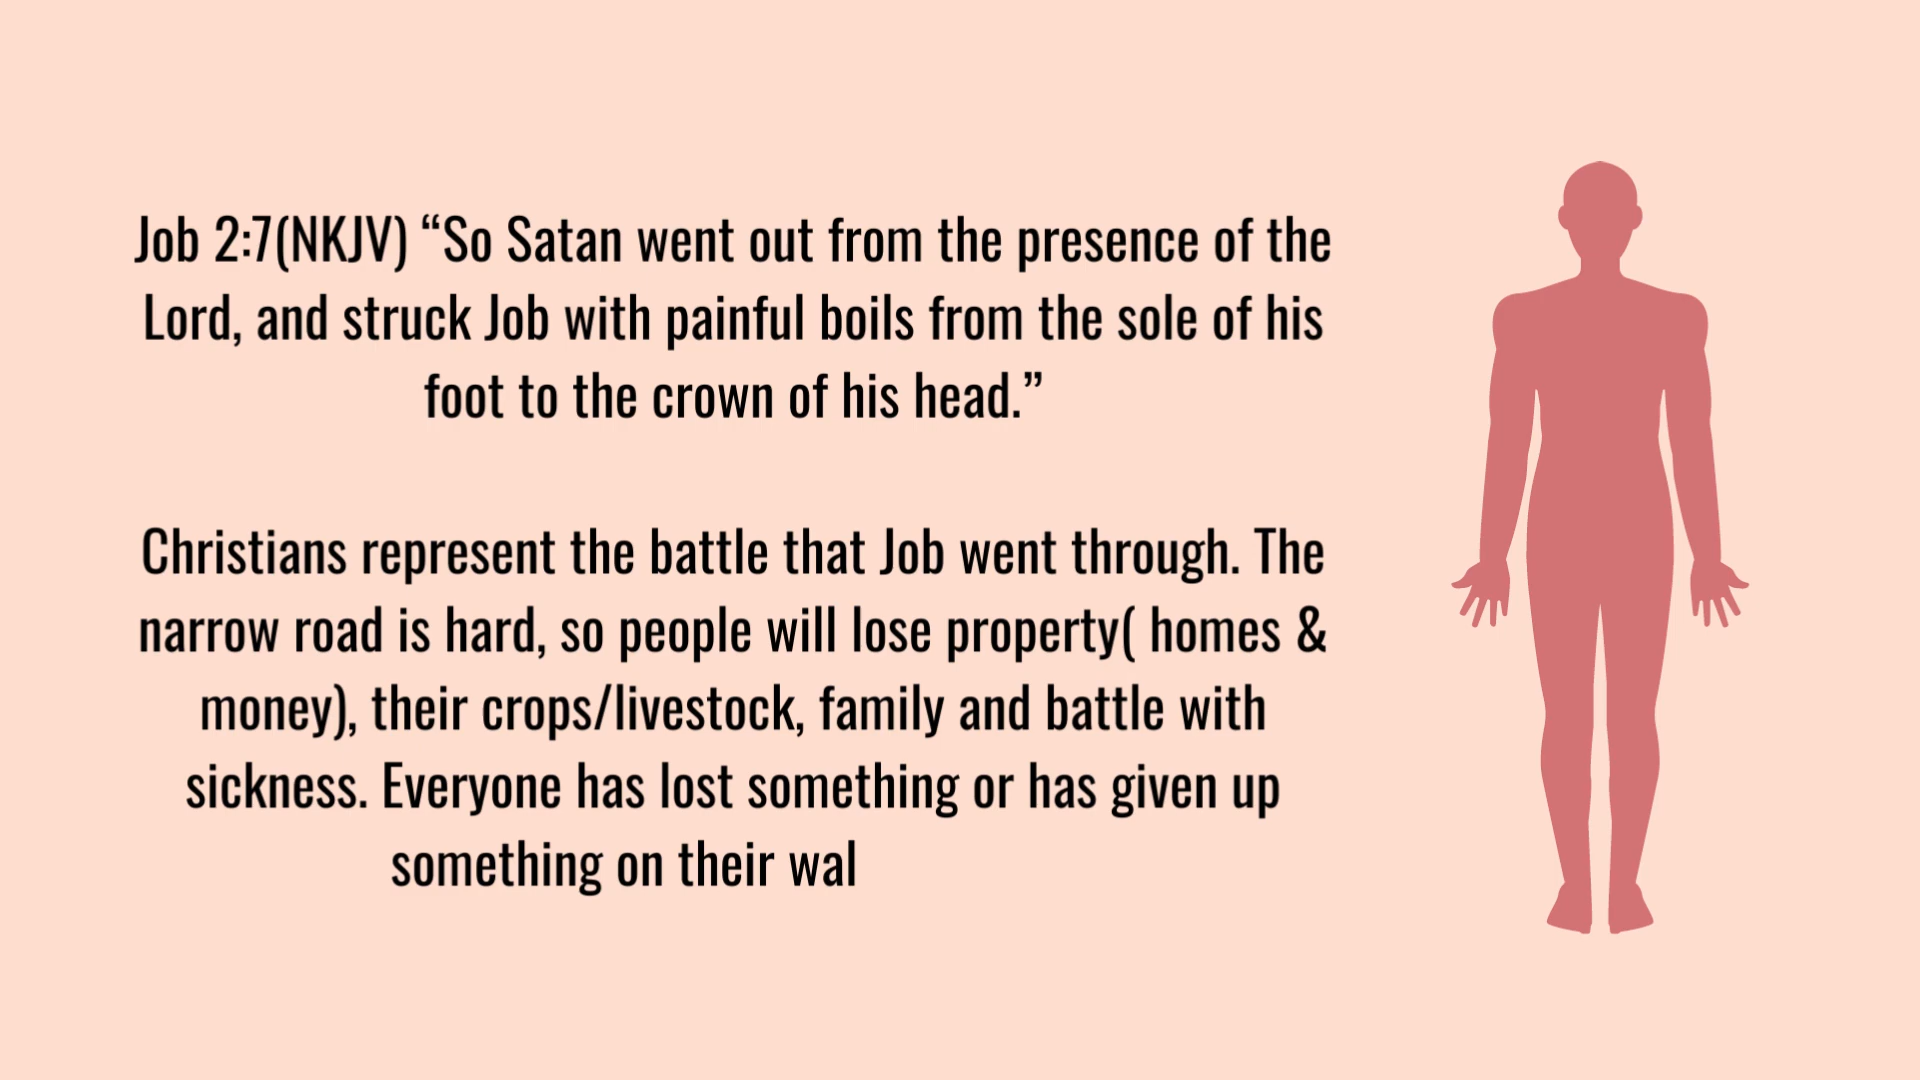 Job 2:7(NKJV) “So Satan went out from the presence of the
Lord, and struck Job with painful boils from the sole of his
foot to the crown of his head.”
Christians represent the battle that Job went through. The
narrow road is hard, so people will lose property( homes &
money), their crops/livestock, family and battle with
sickness. Everyone has lost something or has given up
something on their wal